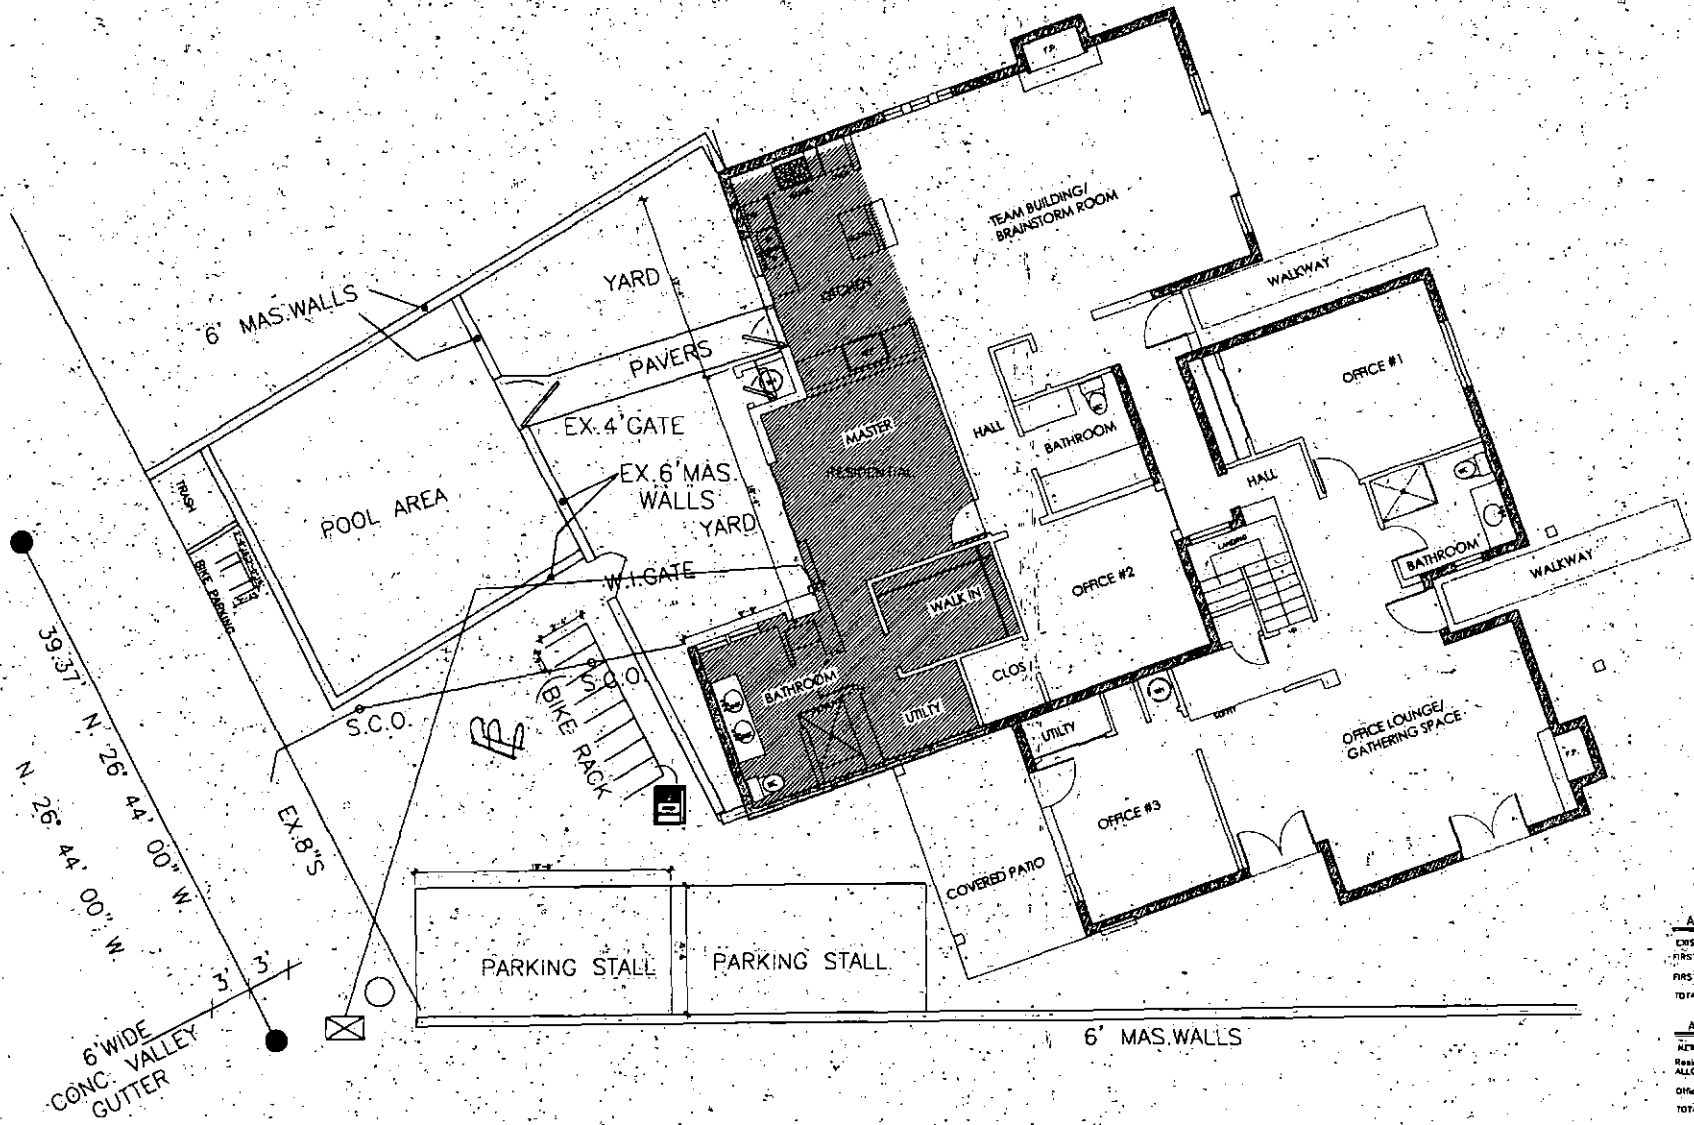 F.P.
TEAM BUILDING/
BRAINSTORM ROOM
WALKWAY
YARD
6' MAS.WALLS
KITCHEN
PAVERS
OFFICE #1
EX. 4'GATE
MASTER
HALL
BATHROOM
RESIDENTIAL
EX. 6'MAS.
WALLS
YARD
HALL
TRASH
POOL AREA
LANDING
BATHROOM
WALKWAY
W.I.GATE
OFFICE #2
BIKE PARKING
WALK IN
CLOS
S.C.O.
BATHROOM
UTILTY
S.C.O.
BIKE RACK
UTILTY
OFFICE LOUNGE/
GATHERING SPACE
F.P.
39.37' N 26° 44' 00" W.
N 26° 44' 00" W.
EX.8"S
OFFICE #3
COVERED PATIO
PARKING STALL
PARKING STALL
3' 3'
6'WIDE
CONC. VALLEY
GUTTER
6' MAS.WALLS